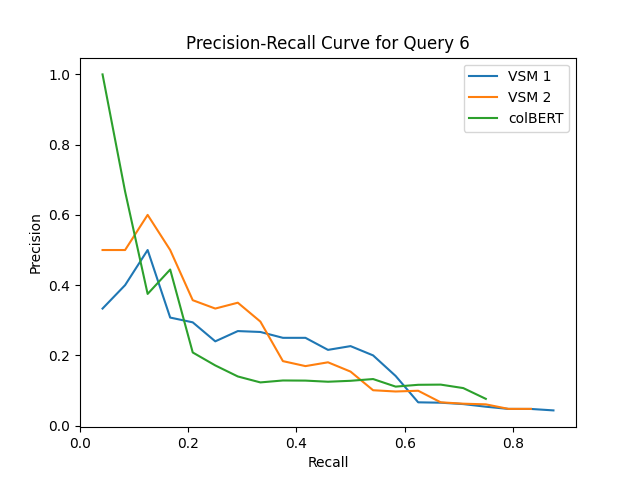 Precision-Recall Curve for Query 6
VSM 1
VSM 2
colBERT
1.0
0.8
0.6
0.4
0.2
0.0
Precision
0.0 0.2 0.4 0.6 0.8
Recall